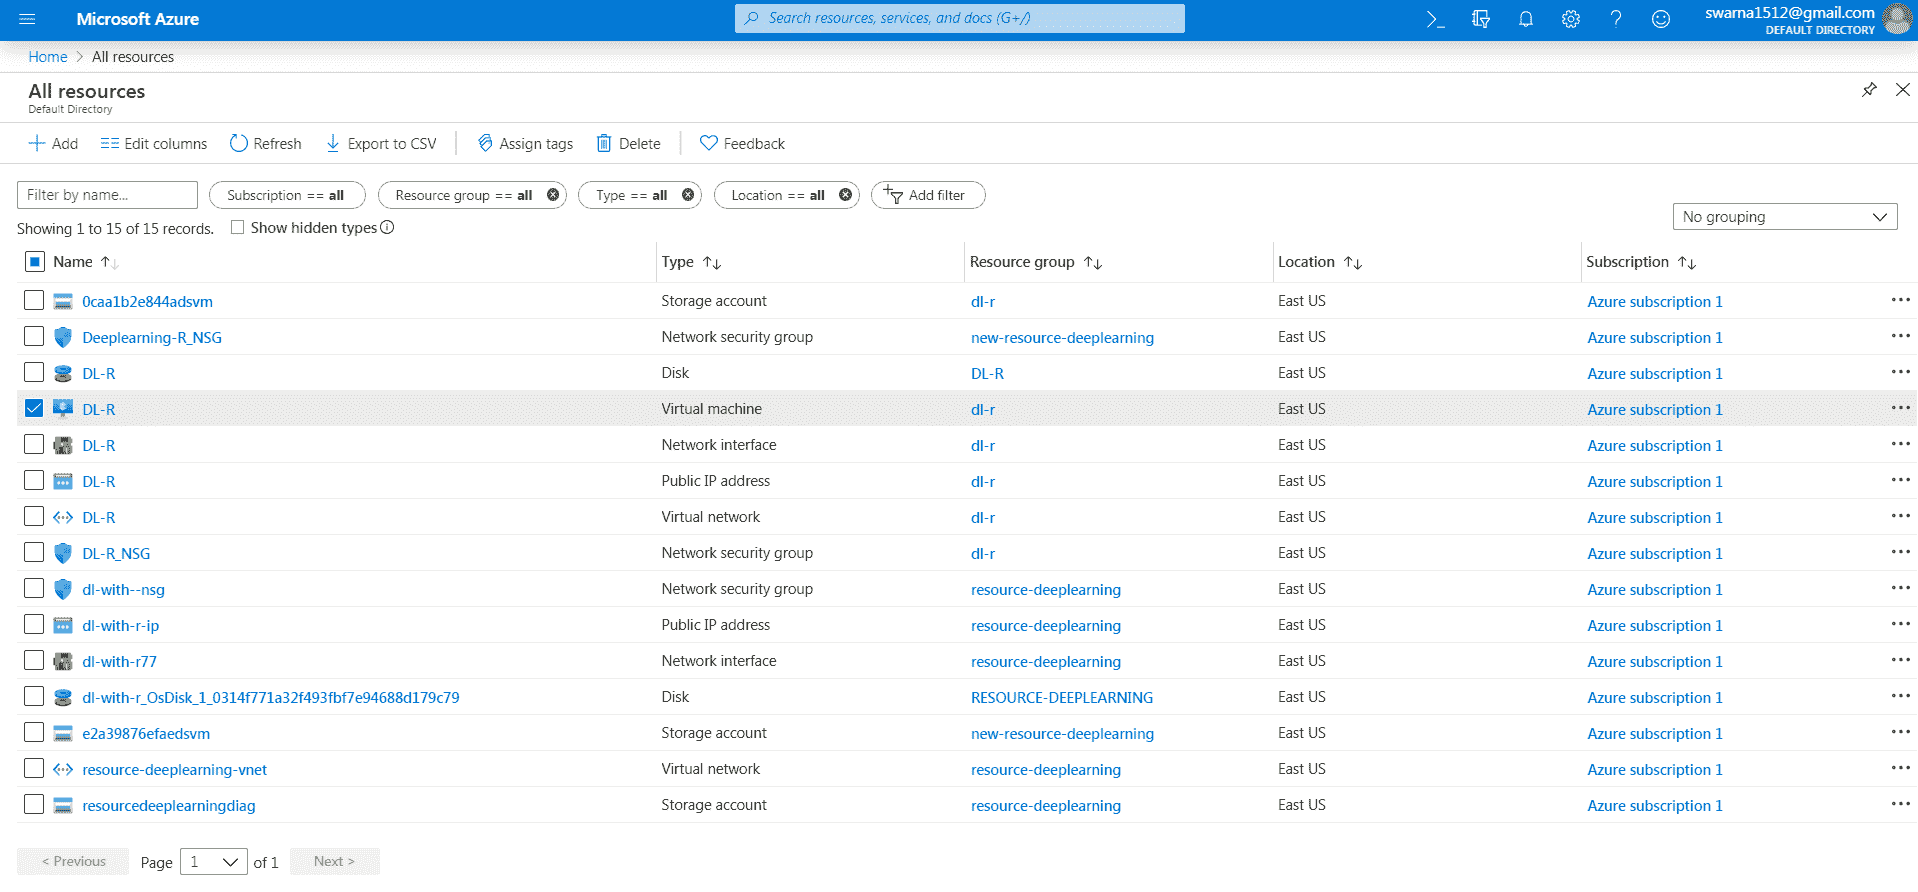 Microsoft Azure
Search resources, services, and docs (G+/)
swarna1512@gmail.com
DEFAULT DIRECTORY
Home > All resources
All resources
Default Directory
Add Edit columns Refresh Export to CSV Assign tags Delete Feedback
Filter by name... Subscription == all Resource group == all Type == all Location == all Add filter
Showing 1 to 15 of 15 records. Show hidden types No grouping
Name Type Resource group Location Subscription
0caa1b2e844adsvm Storage account dl-r East US Azure subscription 1 ...
Deeplearning-R_NSG Network security group new-resource-deeplearning East US Azure subscription 1 ...
DL-R Disk DL-R East US Azure subscription 1 ...
DL-R Virtual machine dl-r East US Azure subscription 1 ...
DL-R Network interface dl-r East US Azure subscription 1 ...
DL-R Public IP address dl-r East US Azure subscription 1 ...
DL-R Virtual network dl-r East US Azure subscription 1 ...
DL-R_NSG Network security group dl-r East US Azure subscription 1 ...
dl-with--nsg Network security group resource-deeplearning East US Azure subscription 1 ...
dl-with-r-ip Public IP address resource-deeplearning East US Azure subscription 1 ...
dl-with-r77 Network interface resource-deeplearning East US Azure subscription 1 ...
dl-with-r_OsDisk_1_0314f771a32f493fbf7e94688d179c79 Disk RESOURCE-DEEPLEARNING East US Azure subscription 1 ...
e2a39876efaedsvm Storage account new-resource-deeplearning East US Azure subscription 1 ...
resource-deeplearning-vnet Virtual network resource-deeplearning East US Azure subscription 1 ...
resourcedeeplearningdiag Storage account resource-deeplearning East US Azure subscription 1 ...
< Previous Page 1 of 1 Next >